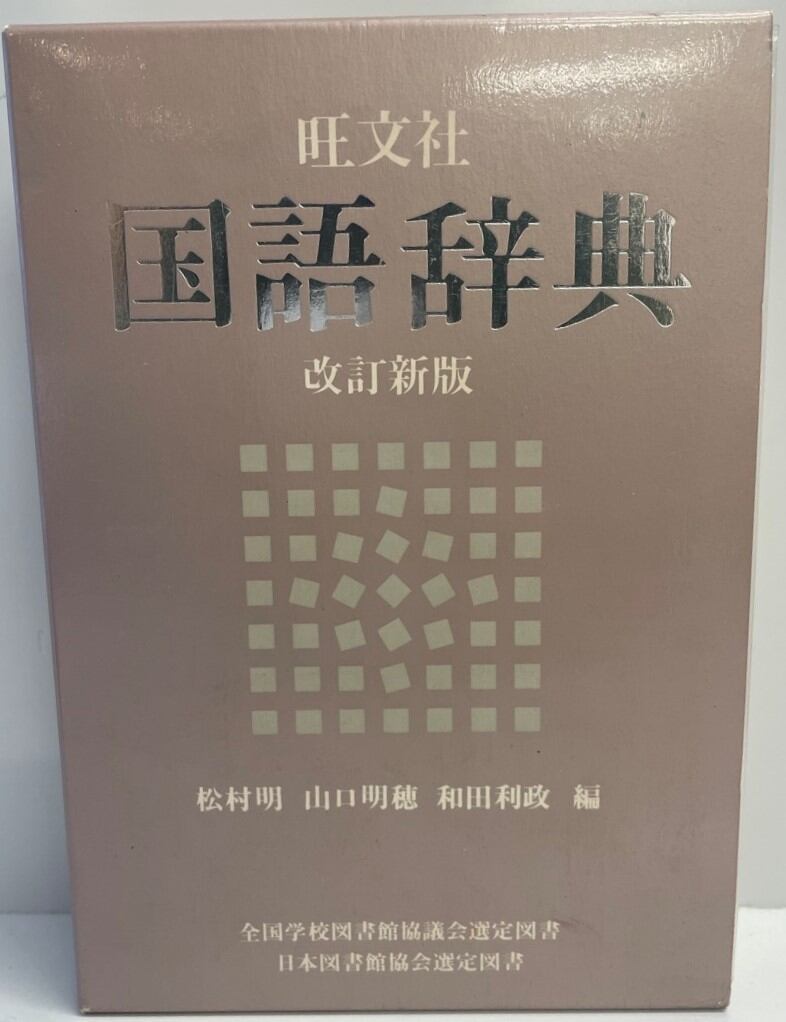 旺文社
国語辞典
改訂新版
松村明 山口明穂 和田利政 編
全国学校図書館協議会選定図書
日本図書館協会選定図書